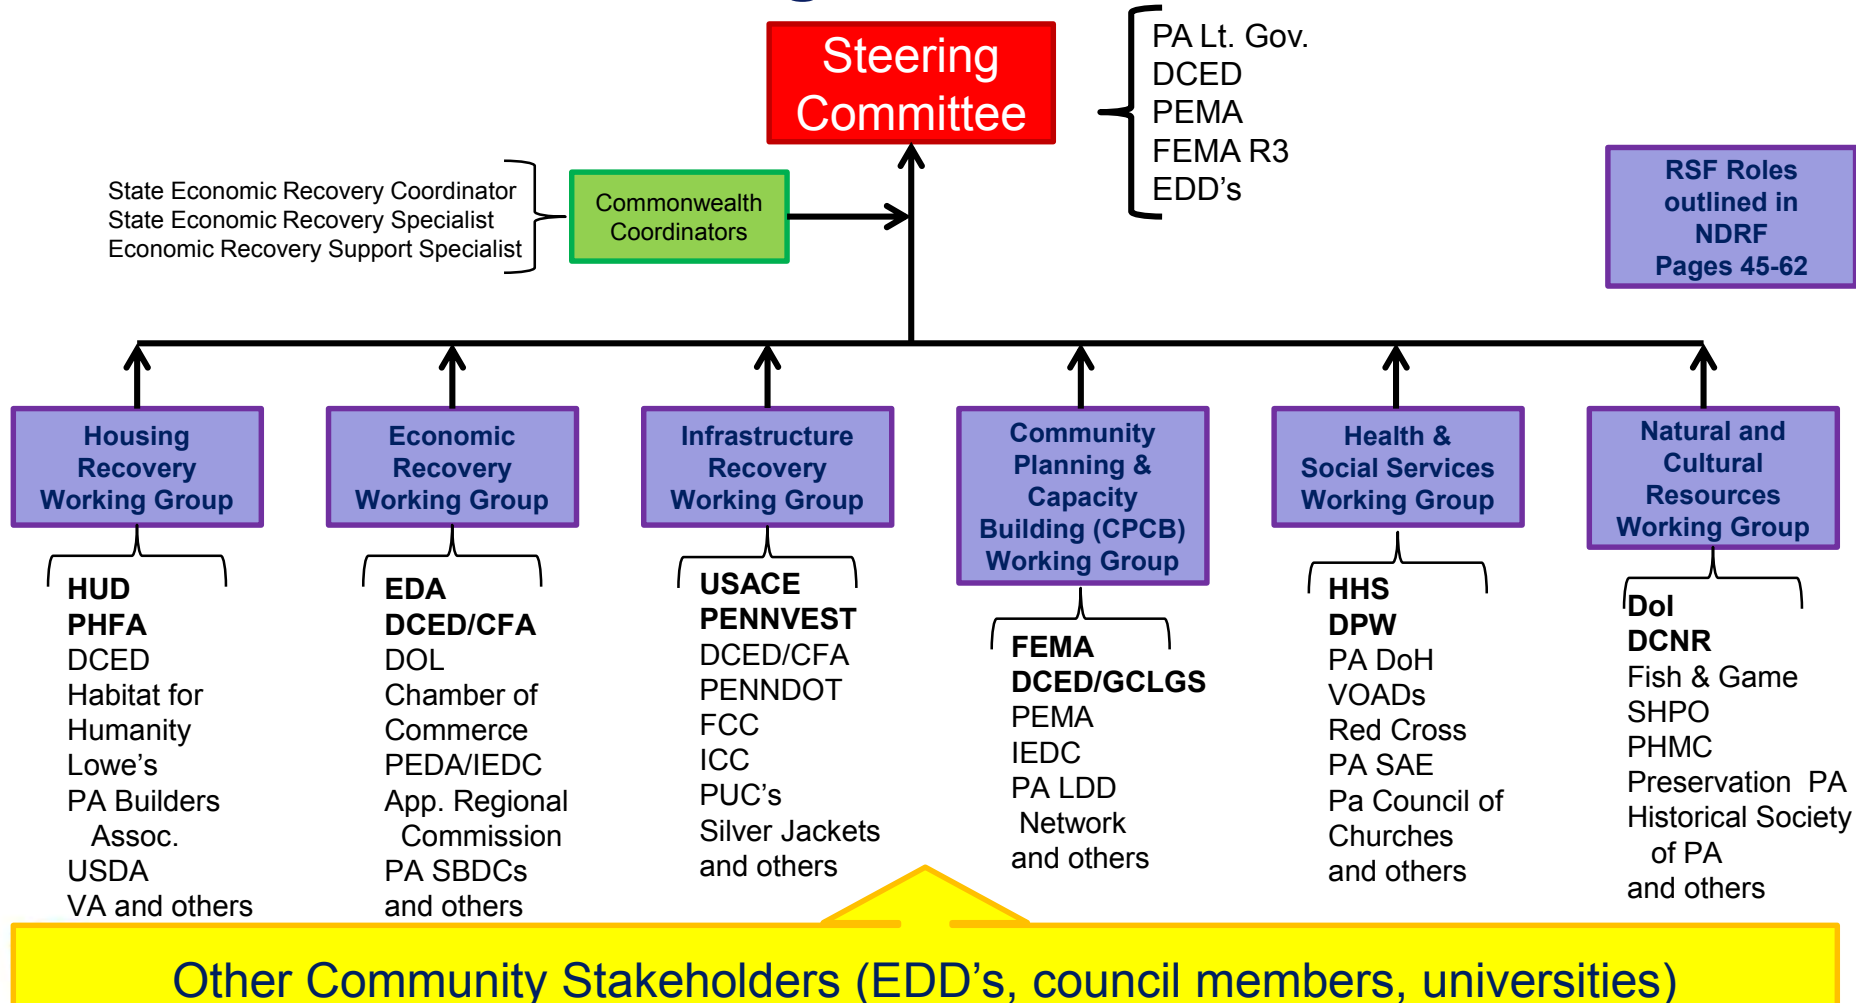 Steering
Committee
PA Lt. Gov.
DCED
PEMA
FEMA R3
EDD's
State Economic Recovery Coordinator
State Economic Recovery Specialist
Economic Recovery Support Specialist
Commonwealth
Coordinators
RSF Roles
outlined in
NDRF
Pages 45-62
Housing
Recovery
Working Group
HUD
PHFA
DCED
Habitat for
Humanity
Lowe's
PA Builders
Assoc.
USDA
VA and others
Economic
Recovery
Working Group
EDA
DCED/CFA
DOL
Chamber of
Commerce
PEDA/IEDC
App. Regional
Commission
PA SBDCs
and others
Infrastructure
Recovery
Working Group
USACE
PENNVEST
DCED/CFA
PENNDOT
FCC
ICC
PUC's
Silver Jackets
and others
Community
Planning &
Capacity
Building (CPCB)
Working Group
FEMA
DCED/GCLGS
PEMA
IEDC
PA LDD
Network
and others
Health &
Social Services
Working Group
HHS
DPW
PA DoH
VOADs
Red Cross
PA SAE
Pa Council of
Churches
and others
Natural and
Cultural
Resources
Working Group
DoI
DCNR
Fish & Game
SHPO
PHMC
Preservation  PA
Historical Society
of PA
and others
Other Community Stakeholders (EDD's, council members, universities)